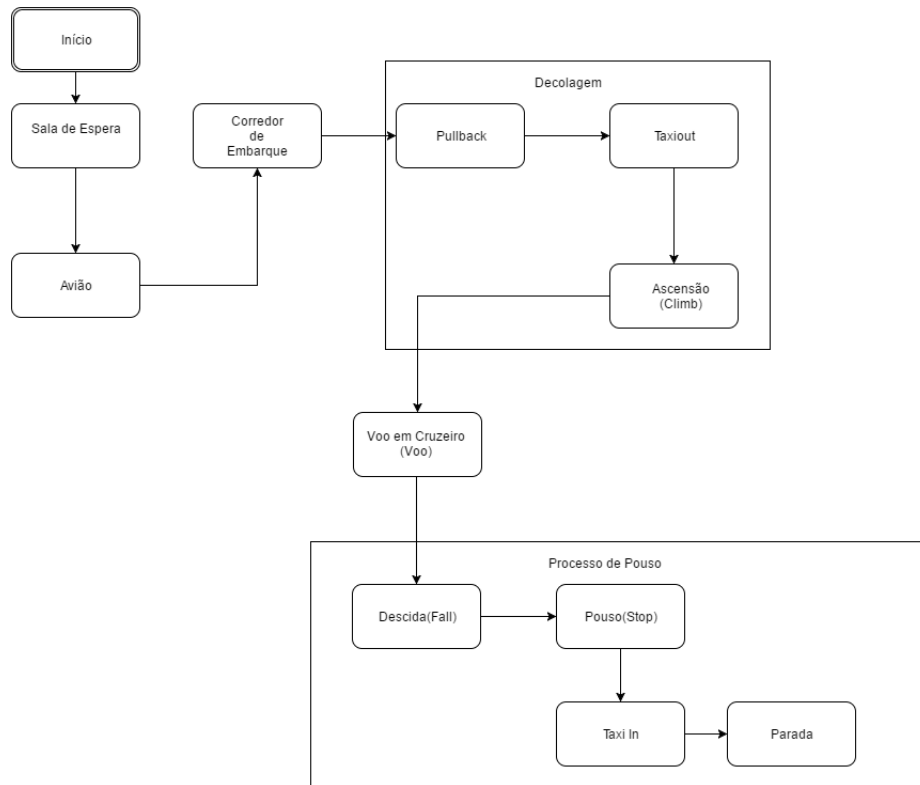 Início
Sala de Espera
Avião
Corredor
de
Embarque
Decolagem
Pullback
Taxiout
Ascensão
(Climb)
Voo em Cruzeiro
(Voo)
Processo de Pouso
Descida(Fall)
Pouso(Stop)
Taxi In
Parada